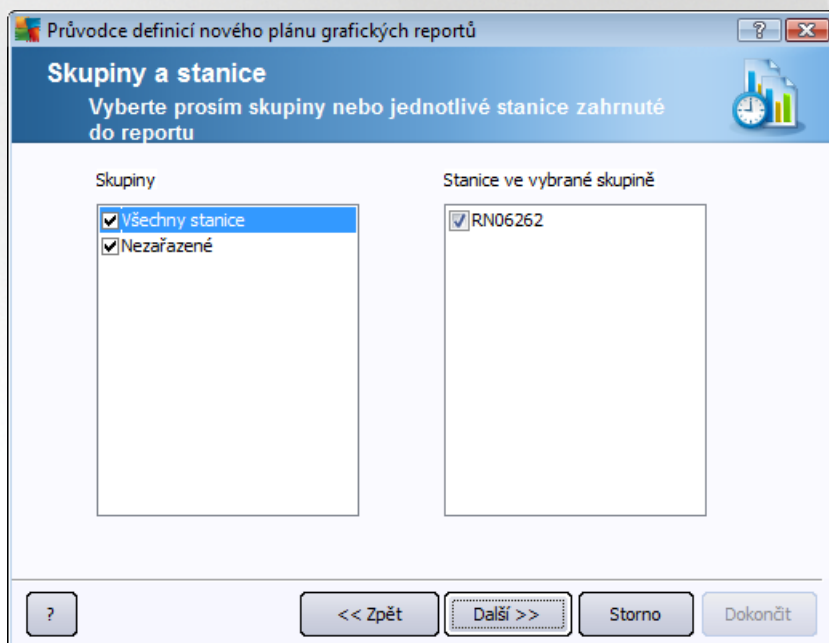 Průvodce definicí nového plánu grafických reportů
Skupiny a stanice
Vyberte prosím skupiny nebo jednotlivé stanice zahrnuté
do reportu
Skupiny
Všechny stanice
Nezařazené
Stanice ve vybrané skupině
RN06262
?
<< Zpět
Další >>
Storno
Dokončit